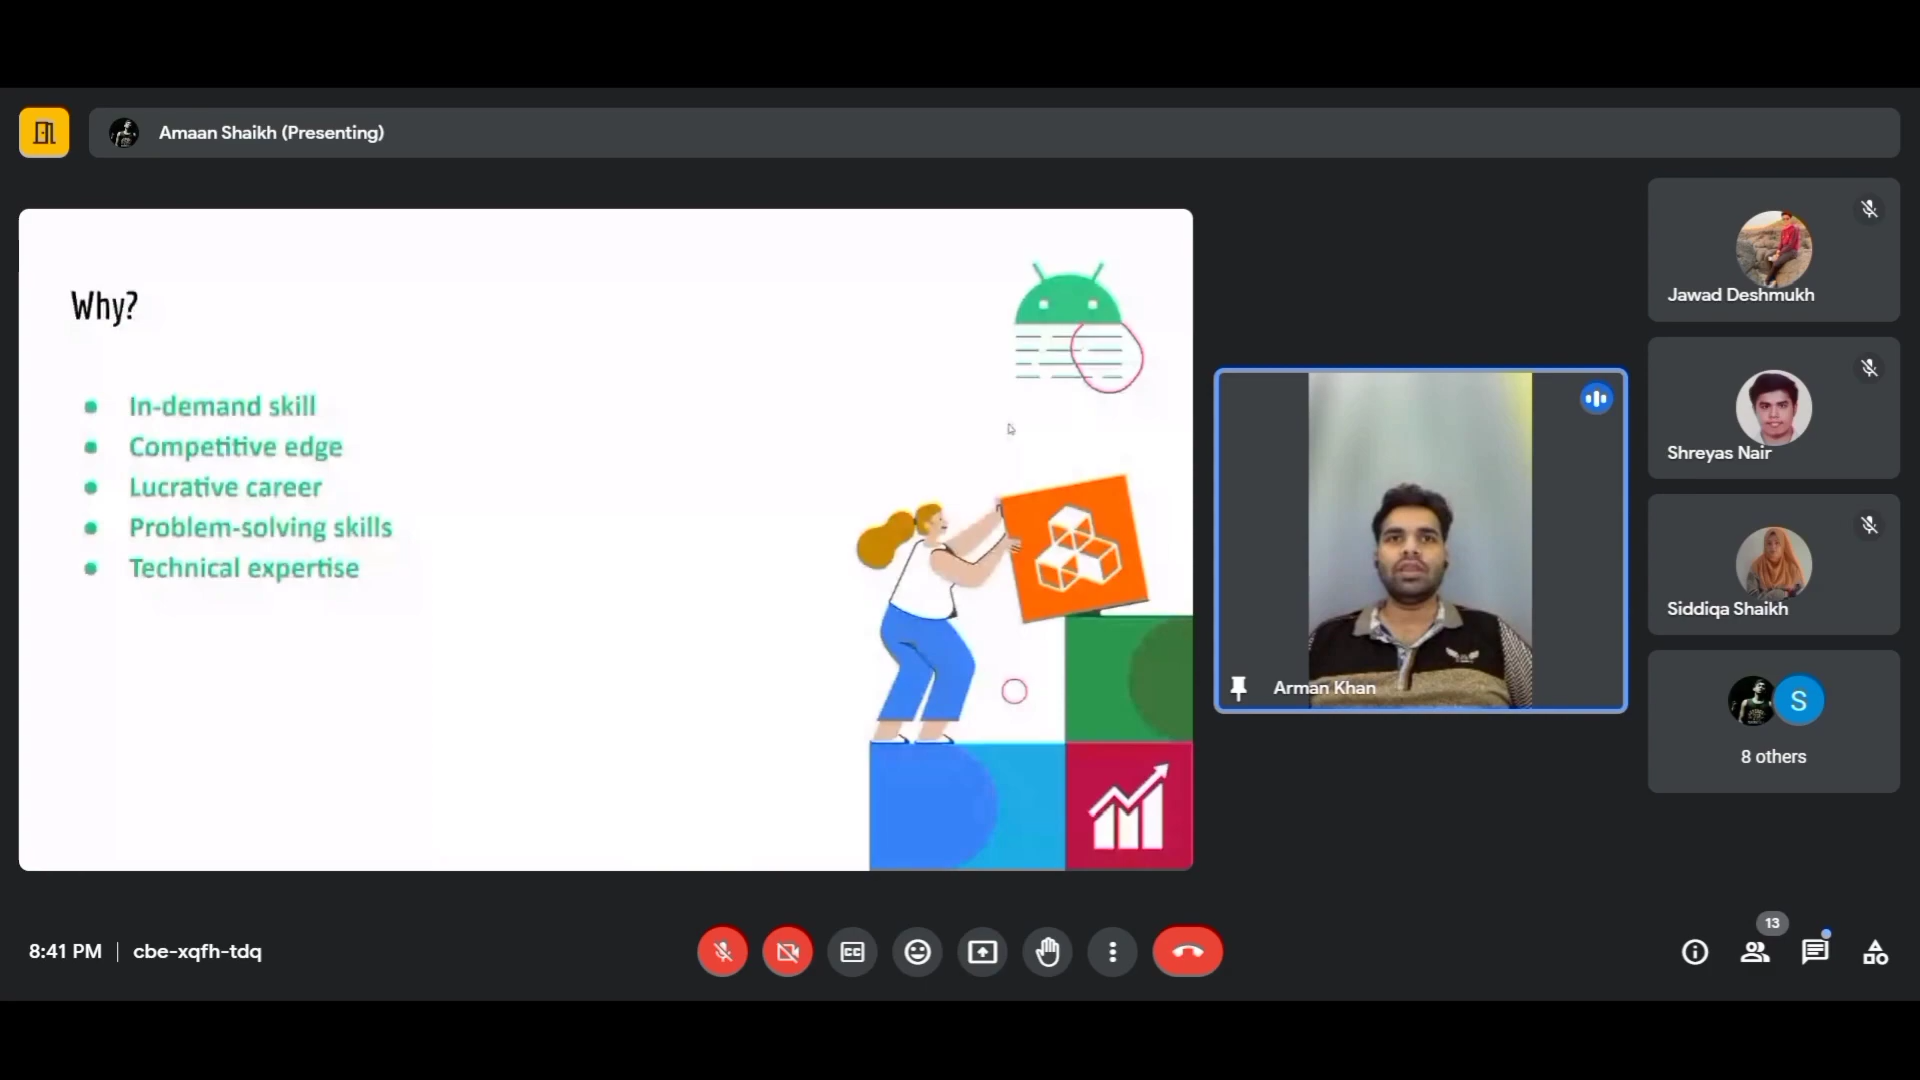 Amaan Shaikh (Presenting)
Why?
In-demand skill
Competitive edge
Lucrative career
Problem-solving skills
Technical expertise
Arman Khan
Jawad Deshmukh
Shreyas Nair
Siddiqa Shaikh
S
8 others
8:41 PM | cbe-xqfh-tdq
CC
13